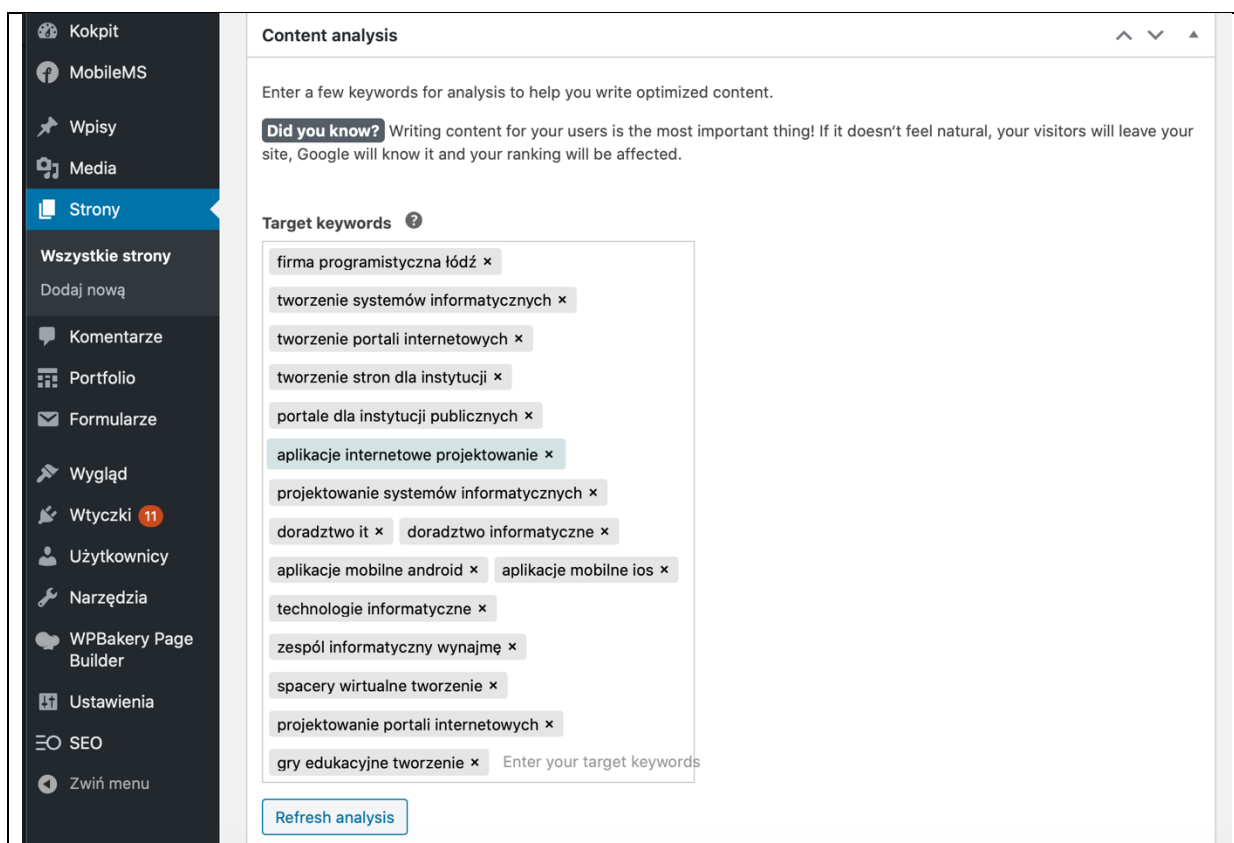 Kokpit
MobileMS
Wpisy
Media
Strony
Wszystkie strony
Dodaj nową
Komentarze
Portfolio
Formularze
Wygląd
Wtyczki 11
Użytkownicy
Narzędzia
WPBakery Page
Builder
Ustawienia
SEO
Zwiń menu
Content analysis
Enter a few keywords for analysis to help you write optimized content.
Did you know? Writing content for your users is the most important thing! If it doesn't feel natural, your visitors will leave your
site, Google will know it and your ranking will be affected.
Target keywords ?
firma programistyczna łódź ×
tworzenie systemów informatycznych ×
tworzenie portali internetowych ×
tworzenie stron dla instytucji ×
portale dla instytucji publicznych ×
aplikacje internetowe projektowanie ×
projektowanie systemów informatycznych ×
doradztwo it × doradztwo informatyczne ×
aplikacje mobilne android × aplikacje mobilne ios ×
technologie informatyczne ×
zespól informatyczny wynajmę ×
spacery wirtualne tworzenie ×
projektowanie portali internetowych ×
gry edukacyjne tworzenie × Enter your target keywords
Refresh analysis